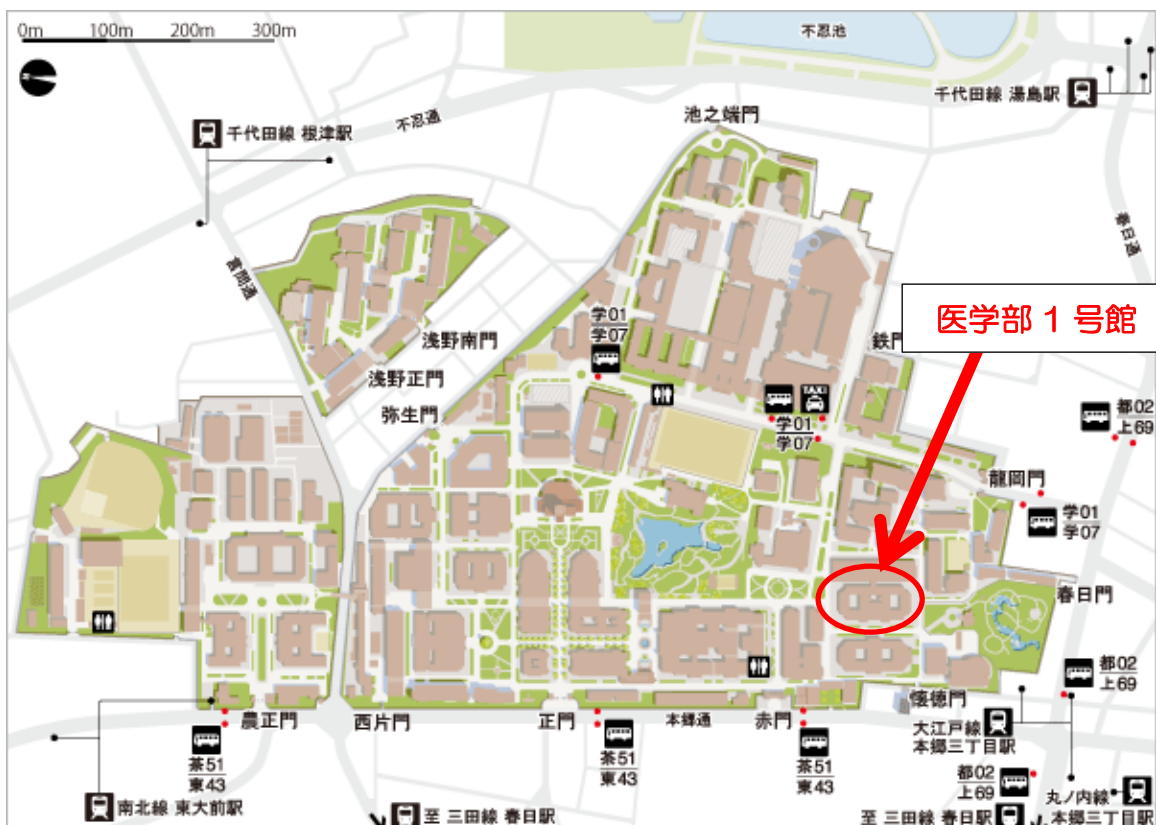 0m 100m 200m 300m
不忍池
千代田線 湯島駅
千代田線 根津駅
不忍通
池之端門
春日通
言問通
医学部 1 号館
学01
学07
鉄門
浅野南門
浅野正門
弥生門
TAXI
学01
学07
都02
上69
龍岡門
学01
学07
春日門
都02
上69
懐徳門
大江戸線
本郷三丁目駅
農正門
西片門
正門
本郷通
赤門
茶51
東43
茶51
東43
茶51
東43
都02
上69
丸ノ内線
本郷三丁目駅
南北線 東大前駅
至 三田線 春日駅
至 三田線 春日駅